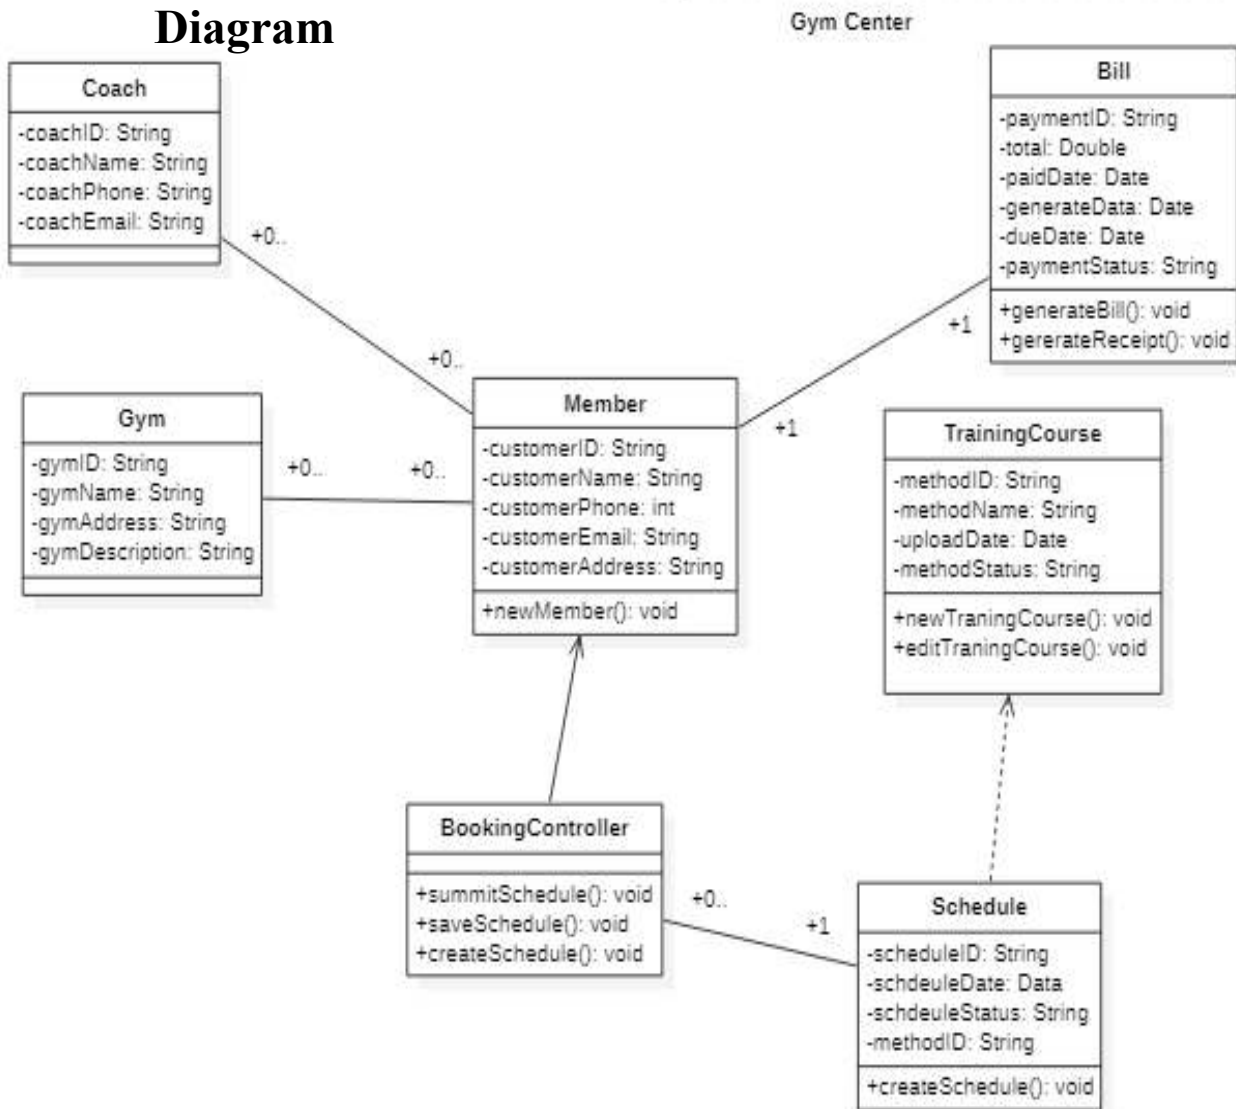 Diagram
Gym Center
Coach
-coachID: String
-coachName: String
-coachPhone: String
-coachEmail: String
Bill
-paymentID: String
-total: Double
-paidDate: Date
-generateData: Date
-dueDate: Date
-paymentStatus: String
+generateBill(): void
+gererateReceipt(): void
+0..
+0..
+1
+1
Gym
-gymID: String
-gymName: String
-gymAddress: String
-gymDescription: String
+0..
+0..
Member
-customerID: String
-customerName: String
-customerPhone: int
-customerEmail: String
-customerAddress: String
+newMember(): void
TrainingCourse
-methodID: String
-methodName: String
-uploadDate: Date
-methodStatus: String
+newTraningCourse(): void
+editTraningCourse(): void
BookingController
+summitSchedule(): void
+saveSchedule(): void
+createSchedule(): void
+0..
+1
Schedule
-scheduleID: String
-schdeuleDate: Data
-schdeuleStatus: String
-methodID: String
+createSchedule(): void